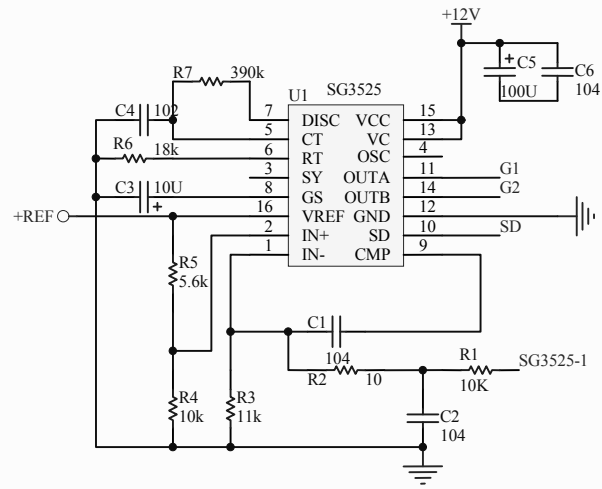 +12V
R7 390k
U1 SG3525
C5 C6
100U 104
C4 102
7 DISC VCC 15
5 CT VC 13
R6 18k
6 RT OSC 4
3 SY OUTA 11 G1
C3 10U
8 GS OUTB 14 G2
+REF 16 VREF GND 12
2 IN+ SD 10 SD
1 IN- CMP 9
R5
5.6k
C1
104
R2 10
R1
10K
SG3525-1
R4
10k
R3
11k
C2
104
+
+